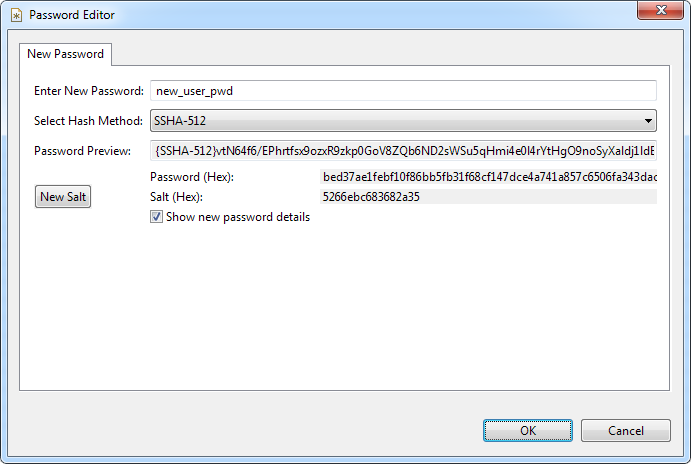 Password Editor
New Password
Enter New Password: new_user_pwd
Select Hash Method: SSHA-512
Password Preview: {SSHA-512}vtN64f6/EPhrtfsx9ozxR9zkp0GoV8ZQb6ND2sWSu5qHmi4e0l4rYtHgO9noSyXaIdj1IdE
Password (Hex): bed37ae1febf10f86bb5fb31f68cf147dce4a741a857c6506fa343dac
New Salt
Salt (Hex): 5266ebc683682a35
Show new password details
OK Cancel